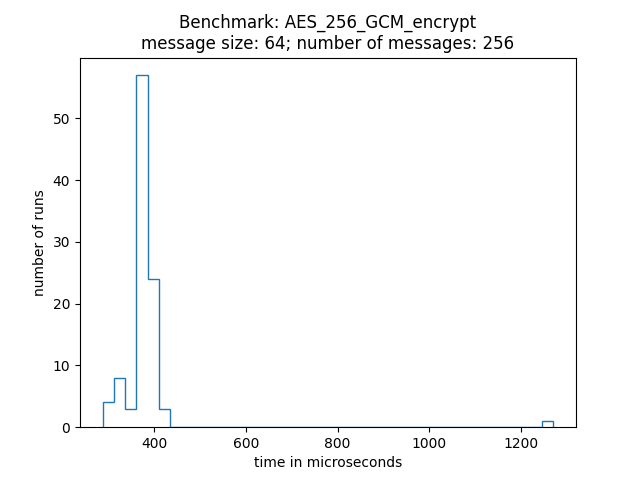 Benchmark: AES_256_GCM_encrypt
message size: 64; number of messages: 256
50
40
30
20
10
0
number of runs
400
600
800
1000
1200
time in microseconds